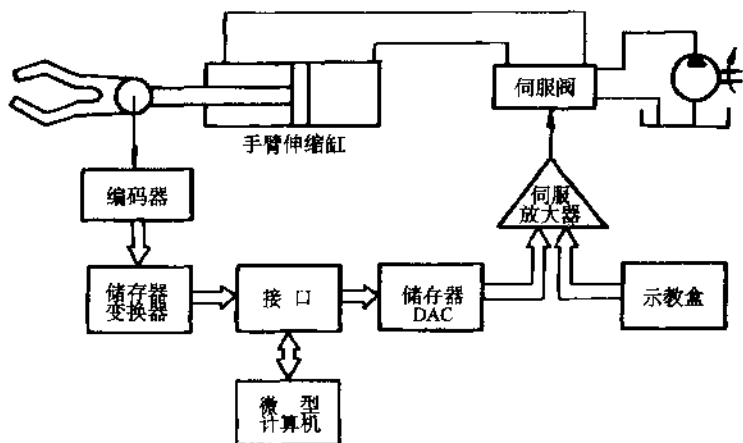 伺服阀
手臂伸缩缸
编码器
伺服
放大器
储存器
变换器
接 口
储存器
DAC
示教盒
微 型
计算机